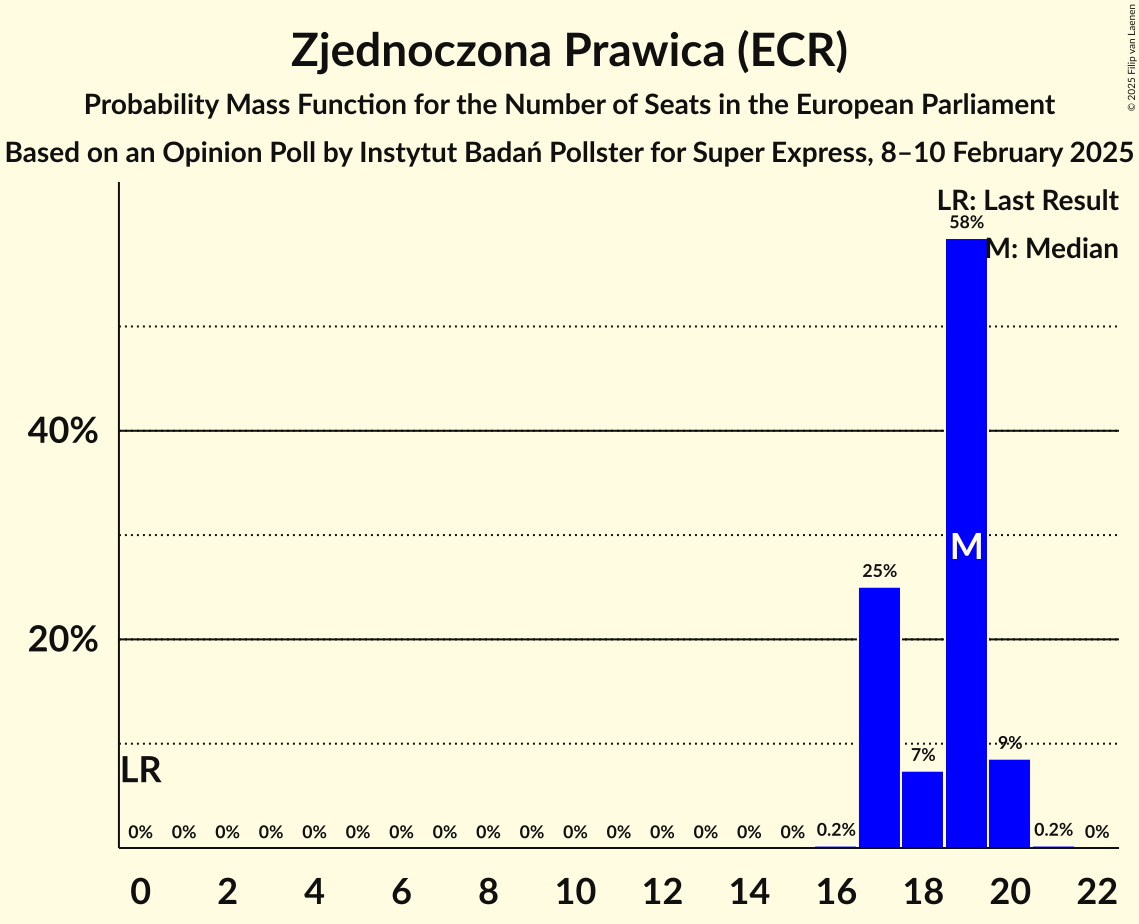 Zjednoczona Prawica (ECR)
Probability Mass Function for the Number of Seats in the European Parliament
Based on an Opinion Poll by Instytut Badań Pollster for Super Express, 8–10 February 2025
© 2025 Filip van Laenen
LR: Last Result
58%
M: Median
40%
M
25%
20%
9%
7%
LR
0% 0% 0% 0% 0% 0% 0% 0% 0% 0% 0% 0% 0% 0% 0% 0% 0.2% 0.2% 0%
0 2 4 6 8 10 12 14 16 18 20 22